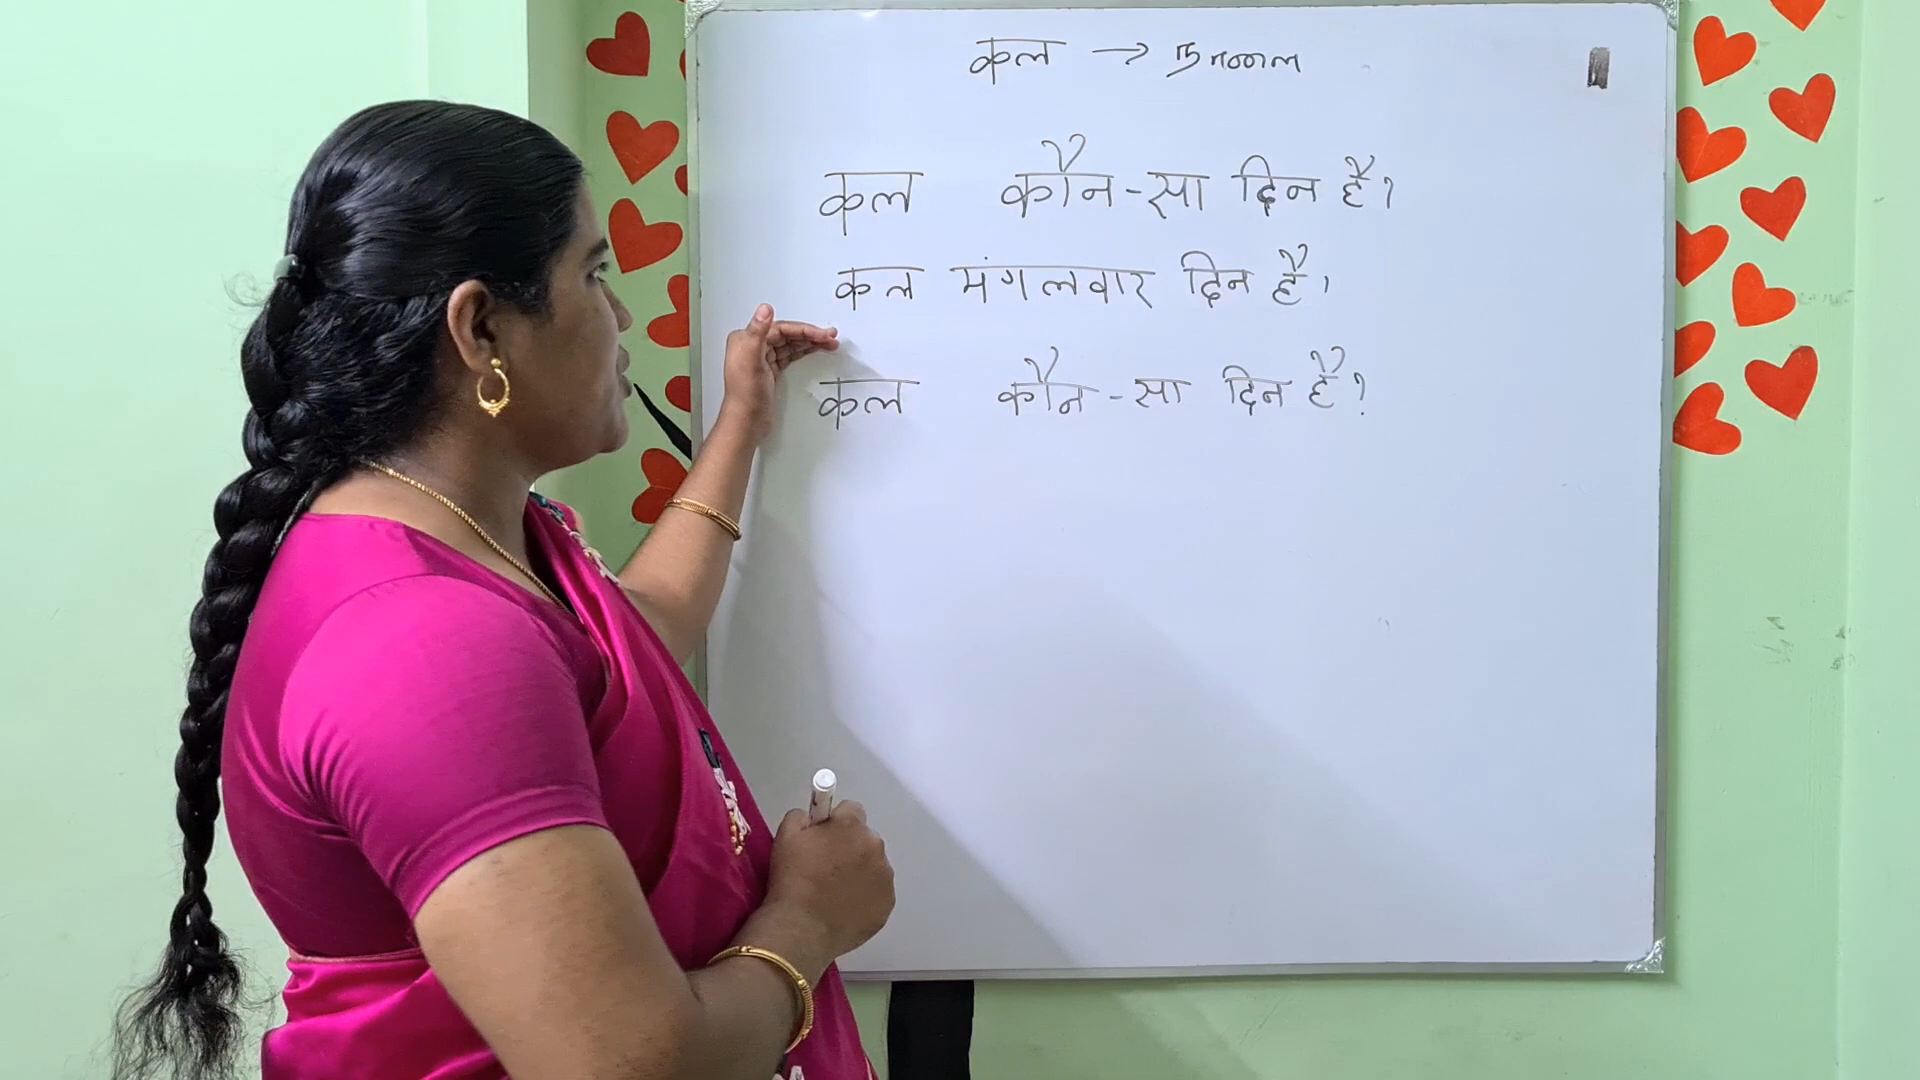 कल → நாளை
कल कौन-सा दिन है?
कल मंगलवार दिन है।
कल कौन-सा दिन है?